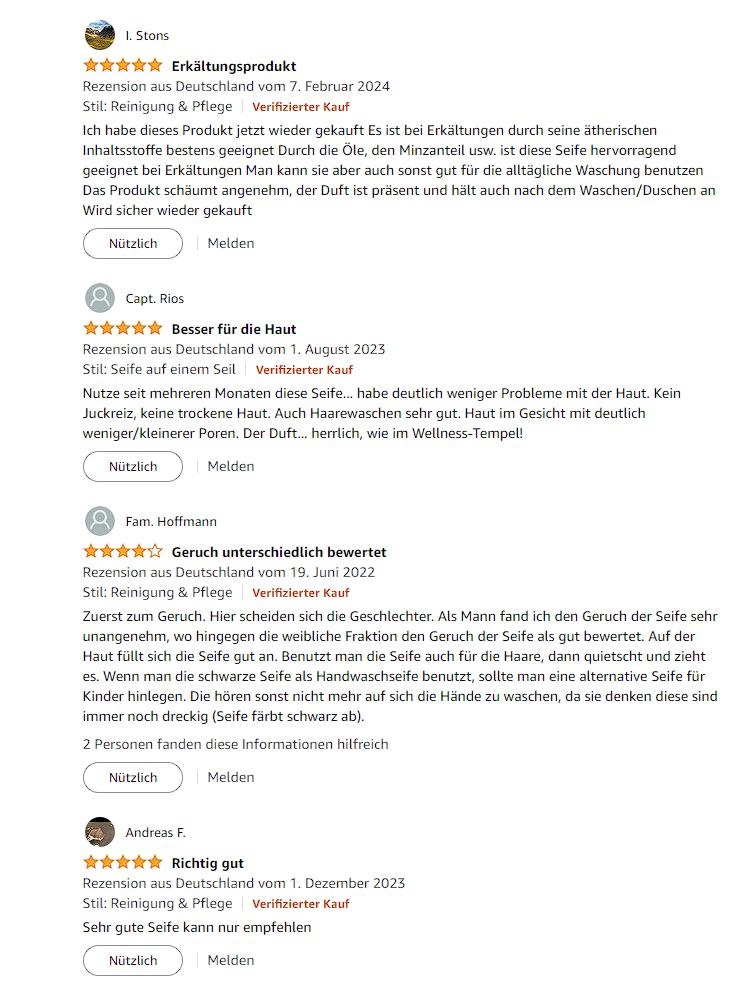 I. Stons
Erkältungsprodukt
Rezension aus Deutschland vom 7. Februar 2024
Stil: Reinigung & Pflege Verifizierter Kauf
Ich habe dieses Produkt jetzt wieder gekauft Es ist bei Erkältungen durch seine ätherischen
Inhaltsstoffe bestens geeignet Durch die Öle, den Minzanteil usw. ist diese Seife hervorragend
geeignet bei Erkältungen Man kann sie aber auch sonst gut für die alltägliche Waschung benutzen
Das Produkt schäumt angenehm, der Duft ist präsent und hält auch nach dem Waschen/Duschen an
Wird sicher wieder gekauft
Nützlich Melden
Capt. Rios
Besser für die Haut
Rezension aus Deutschland vom 1. August 2023
Stil: Seife auf einem Seil Verifizierter Kauf
Nutze seit mehreren Monaten diese Seife... habe deutlich weniger Probleme mit der Haut. Kein
Juckreiz, keine trockene Haut. Auch Haarewaschen sehr gut. Haut im Gesicht mit deutlich
weniger/kleinerer Poren. Der Duft... herrlich, wie im Wellness-Tempel!
Nützlich Melden
Fam. Hoffmann
Geruch unterschiedlich bewertet
Rezension aus Deutschland vom 19. Juni 2022
Stil: Reinigung & Pflege Verifizierter Kauf
Zuerst zum Geruch. Hier scheiden sich die Geschlechter. Als Mann fand ich den Geruch der Seife sehr
unangenehm, wo hingegen die weibliche Fraktion den Geruch der Seife als gut bewertet. Auf der
Haut füllt sich die Seife gut an. Benutzt man die Seife auch für die Haare, dann quietscht und zieht
es. Wenn man die schwarze Seife als Handwaschseife benutzt, sollte man eine alternative Seife für
Kinder hinlegen. Die hören sonst nicht mehr auf sich die Hände zu waschen, da sie denken diese sind
immer noch dreckig (Seife färbt schwarz ab).
2 Personen fanden diese Informationen hilfreich
Nützlich Melden
Andreas F.
Richtig gut
Rezension aus Deutschland vom 1. Dezember 2023
Stil: Reinigung & Pflege Verifizierter Kauf
Sehr gute Seife kann nur empfehlen
Nützlich Melden